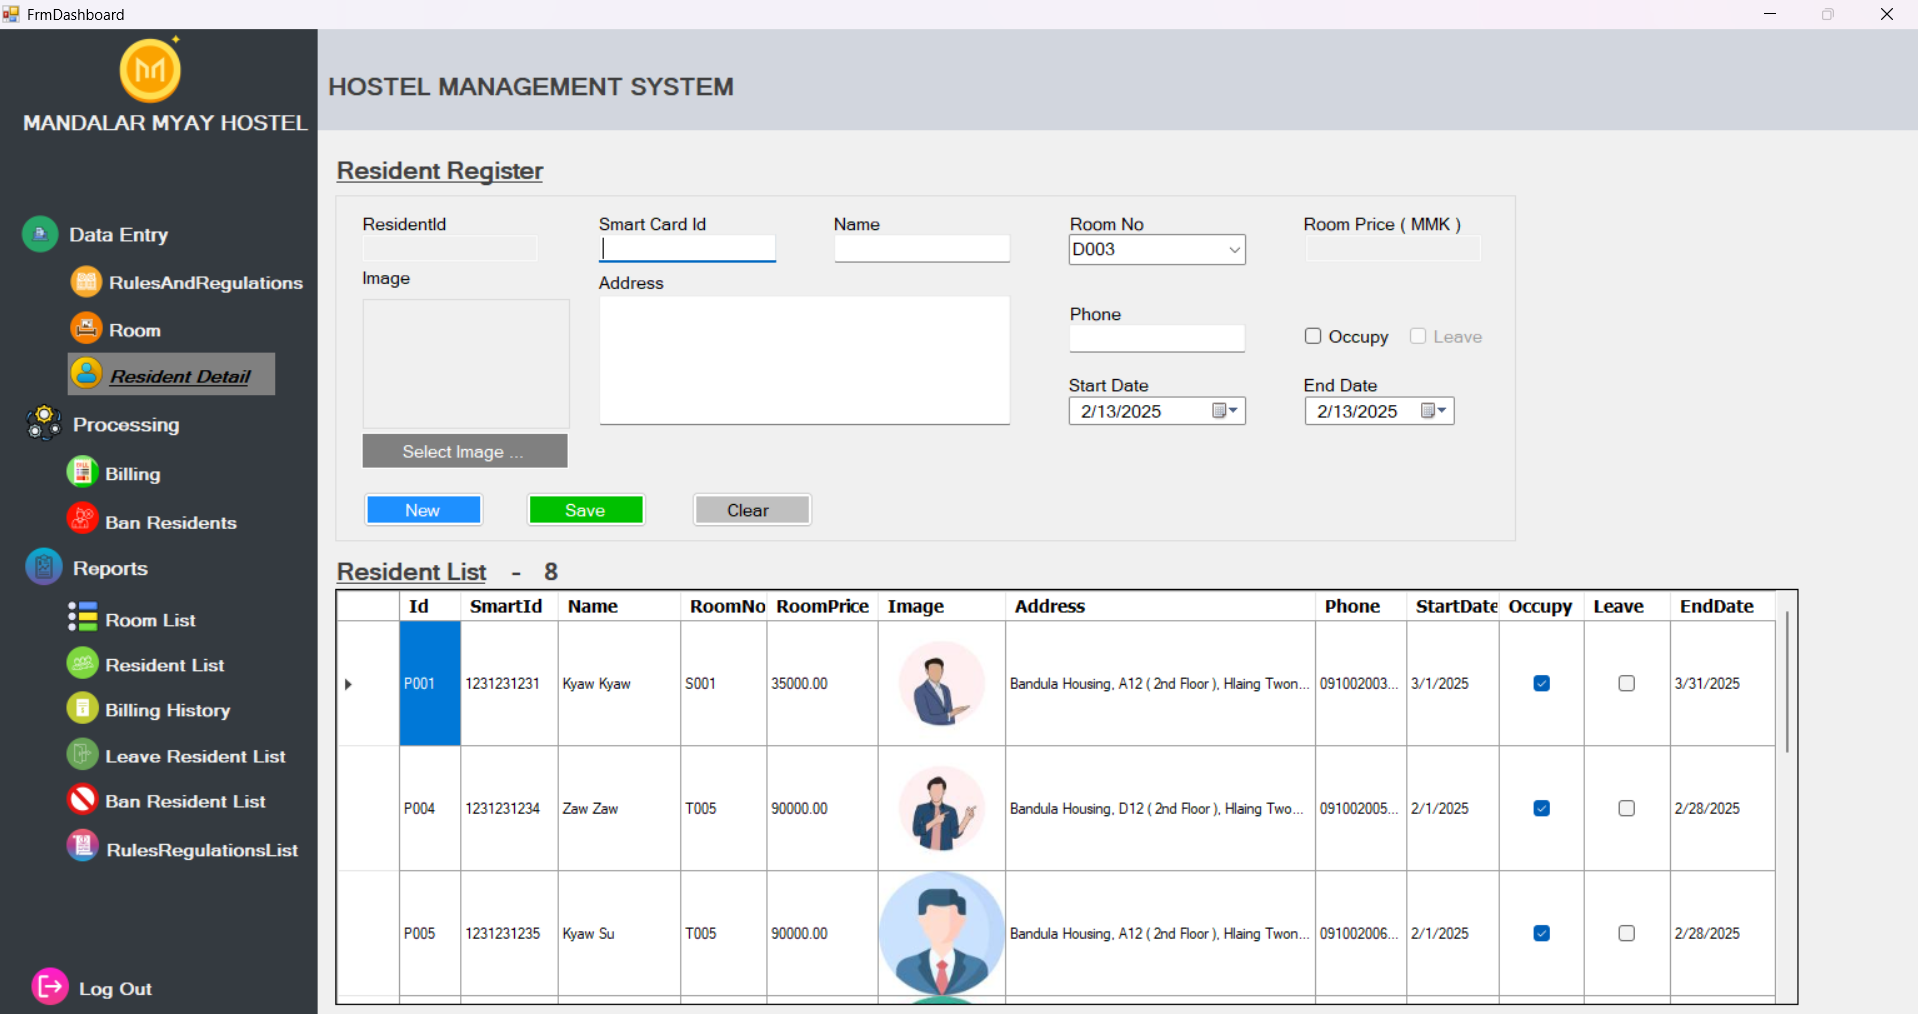 FrmDashboard
MANDALAR MYAY HOSTEL
HOSTEL MANAGEMENT SYSTEM
Data Entry
RulesAndRegulations
Room
Resident Detail
Processing
Billing
Ban Residents
Reports
Room List
Resident List
Billing History
Leave Resident List
Ban Resident List
RulesRegulationsList
Log Out
Resident Register
ResidentId Smart Card Id Name Room No Room Price ( MMK )
D003
Image Address
Phone
Occupy Leave
Start Date End Date
2/13/2025 2/13/2025
Select Image ...
New Save Clear
Resident List - 8
Id SmartId Name RoomNo RoomPrice Image Address Phone StartDate Occupy Leave EndDate
P001 1231231231 Kyaw Kyaw S001 35000.00 Bandula Housing, A12 ( 2nd Floor ), Hlaing Twon... 091002003... 3/1/2025 3/31/2025
P004 1231231234 Zaw Zaw T005 90000.00 Bandula Housing, D12 ( 2nd Floor ), Hlaing Two... 091002005... 2/1/2025 2/28/2025
P005 1231231235 Kyaw Su T005 90000.00 Bandula Housing, A12 ( 2nd Floor ), Hlaing Twon... 091002006... 2/1/2025 2/28/2025